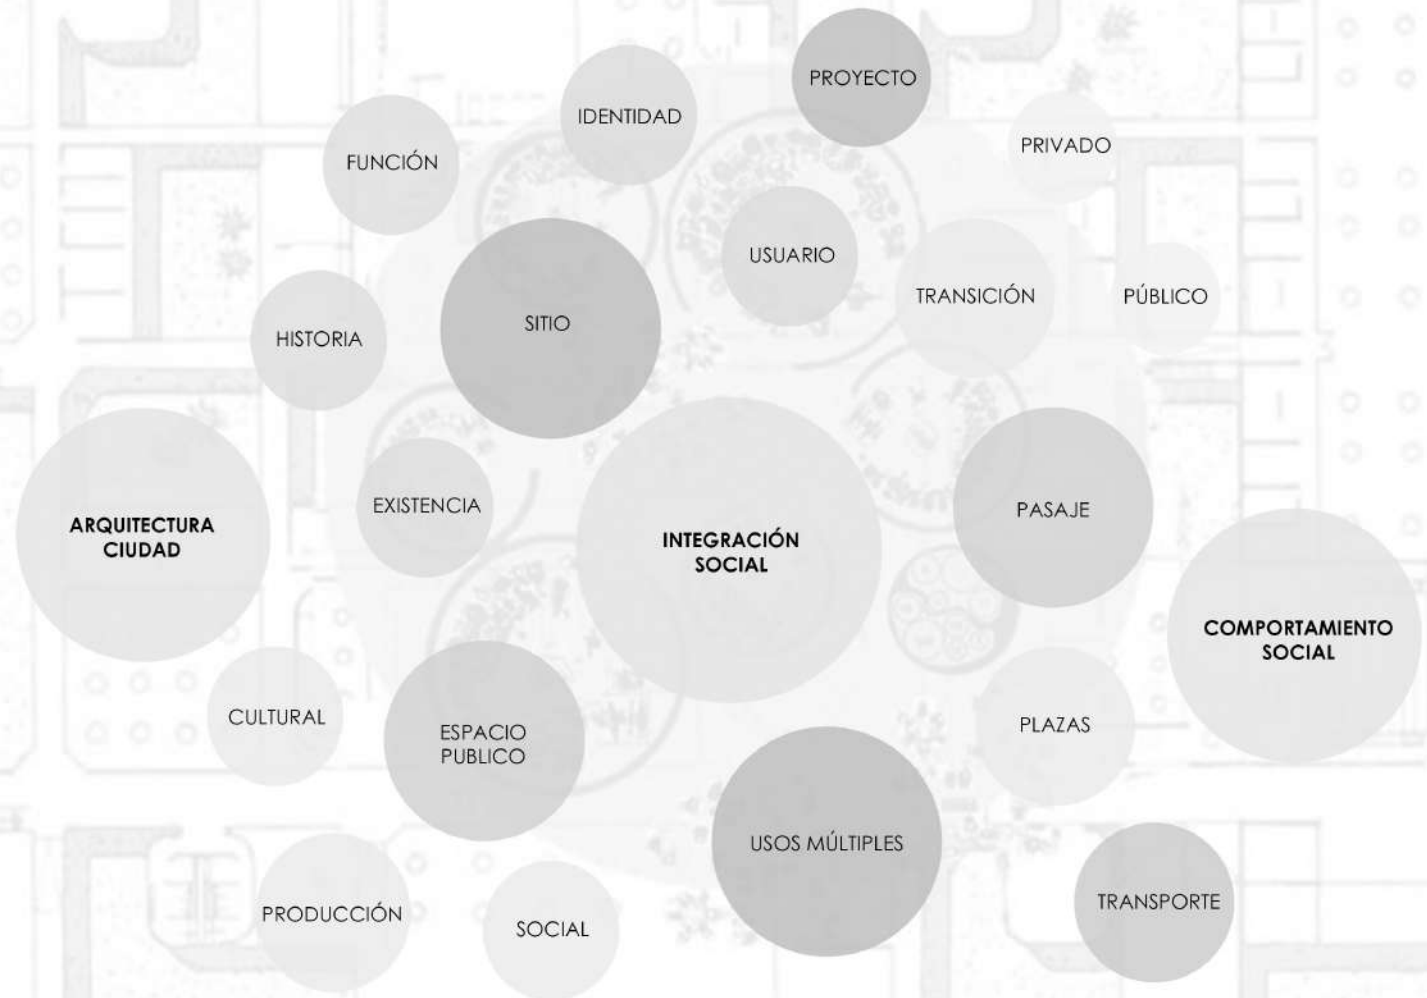 PROYECTO
IDENTIDAD
PRIVADO
FUNCIÓN
USUARIO
TRANSICIÓN
PÚBLICO
SITIO
HISTORIA
EXISTENCIA
PASAJE
ARQUITECTURA
CIUDAD
INTEGRACIÓN
SOCIAL
COMPORTAMIENTO
SOCIAL
CULTURAL
ESPACIO
PUBLICO
PLAZAS
USOS MÚLTIPLES
TRANSPORTE
PRODUCCIÓN
SOCIAL